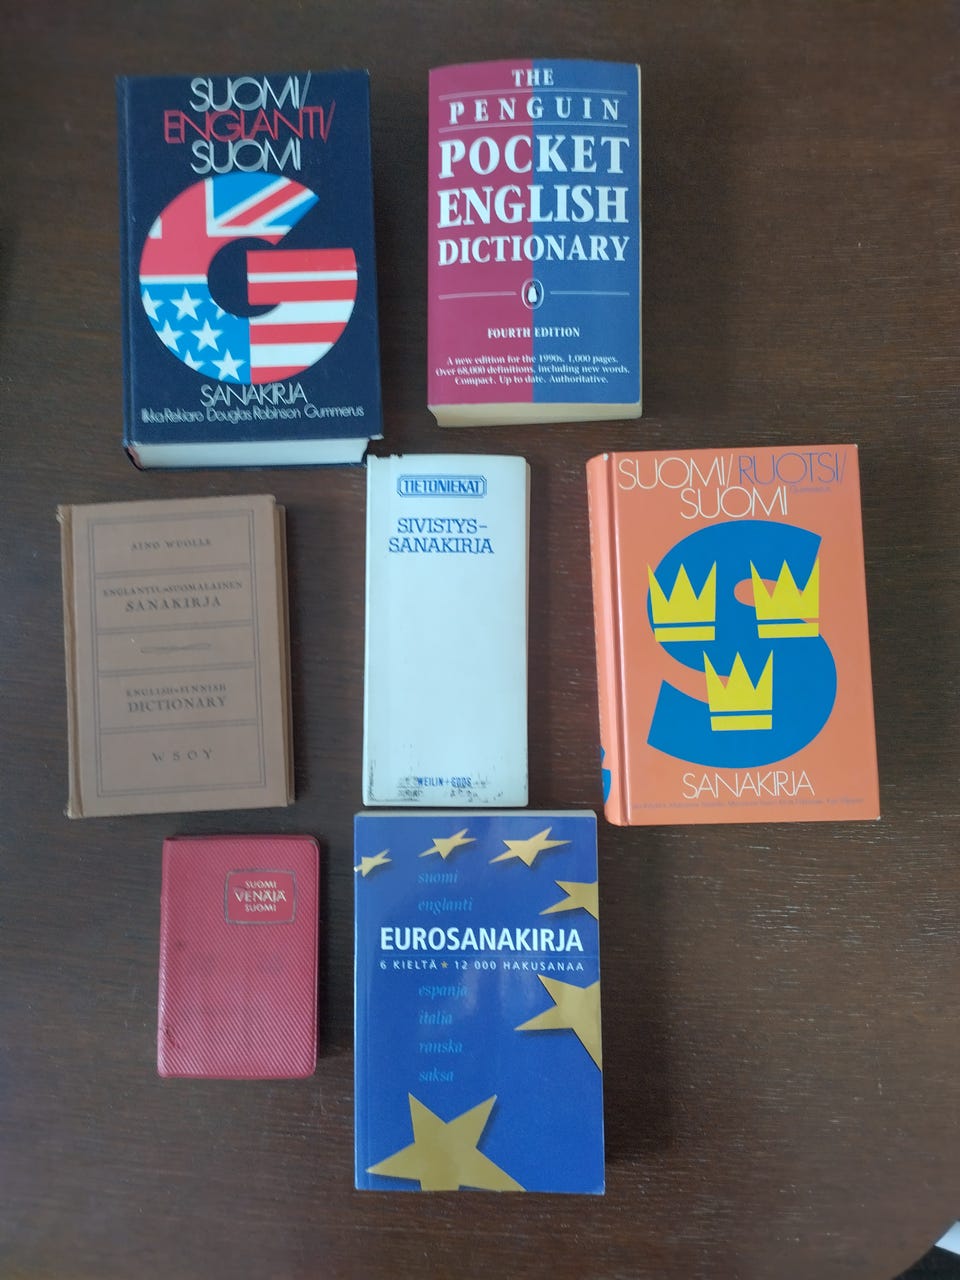 SUOMI/
ENGLANTI/
SUOMI
SANAKIRJA
Ilkka Rekiaro Douglas Robinson Gummerus
THE
PENGUIN
POCKET
ENGLISH
DICTIONARY
FOURTH EDITION
A new edition for the 1990s. 1,000 pages.
Over 68,000 definitions, including new words.
Compact. Up to date. Authoritative.
AINO WUOLLE
ENGLANTILAIS-SUOMALAINEN
SANAKIRJA
ENGLISH-FINNISH
DICTIONARY
WSOY
TIETONIEKAT
SIVISTYS-
SANAKIRJA
WEILIN+GÖÖS
SUOMI/RUOTSI/
SUOMI
Gummerus
SANAKIRJA
SUOMI
VENÄJÄ
SUOMI
suomi
englanti
EUROSANAKIRJA
6 KIELTÄ ★ 12 000 HAKUSANAA
espanja
italia
ranska
saksa